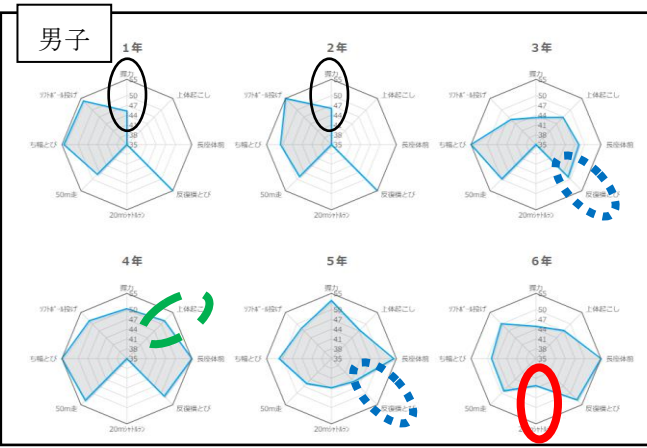 男子
1年
2年
3年
握力
55
50
47
44
41
38
35
上体起こし
長座体前
反復横とび
20mシャトルラン
50m走
ち幅とび
ソフトボール投げ
握力
55
50
47
44
41
38
35
上体起こし
長座体前
反復横とび
20mシャトルラン
50m走
ち幅とび
ソフトボール投げ
握力
55
50
47
44
41
38
35
上体起こし
長座体前
反復横とび
20mシャトルラン
50m走
ち幅とび
ソフトボール投げ
4年
5年
6年
握力
55
50
47
44
41
38
35
上体起こし
長座体前
反復横とび
20mシャトルラン
50m走
ち幅とび
ソフトボール投げ
握力
55
50
47
44
41
38
35
上体起こし
長座体前
反復横とび
20mシャトルラン
50m走
ち幅とび
ソフトボール投げ
握力
55
50
47
44
41
38
35
上体起こし
長座体前
反復横とび
50m走
ち幅とび
ソフトボール投げ